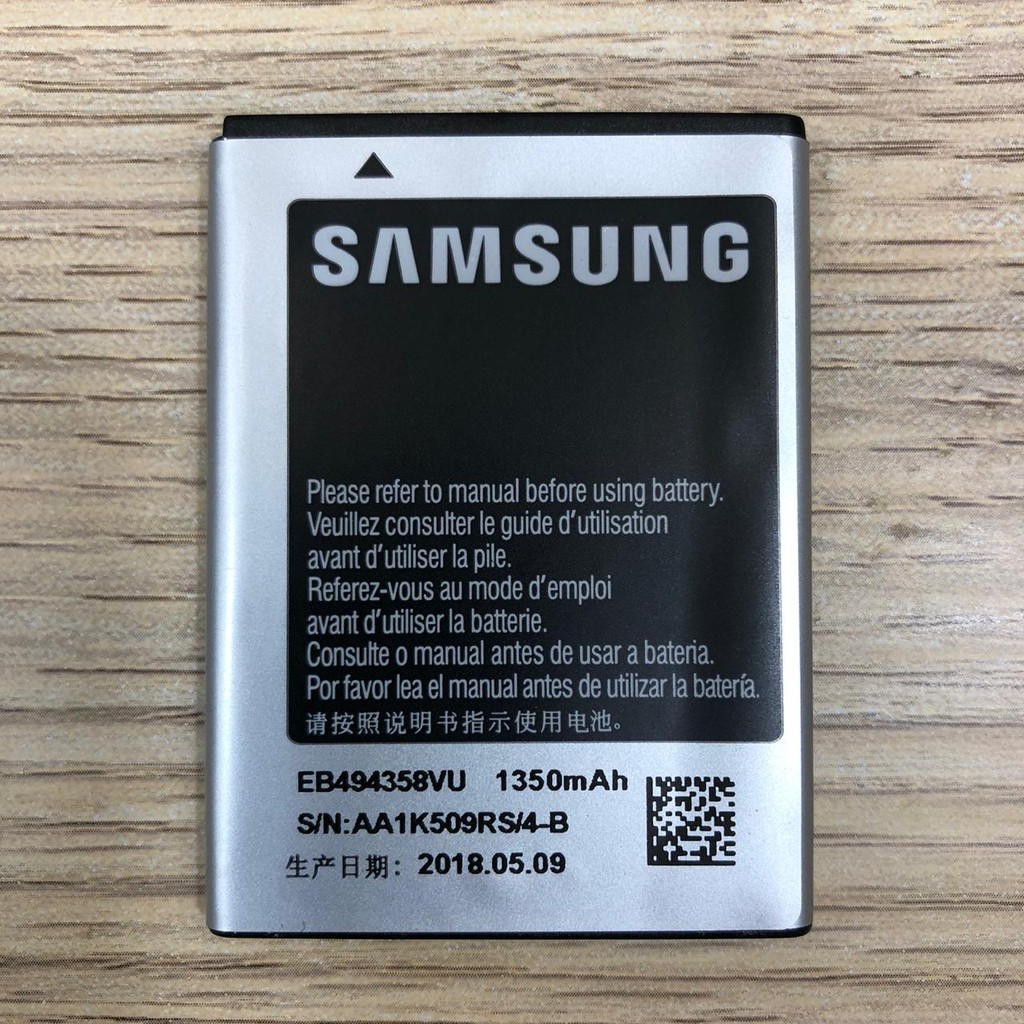 SAMSUNG
Please refer to manual before using battery.
Veuillez consulter le guide d'utilisation
avant d'utiliser la pile.
Referez-vous au mode d'emploi
avant d'utiliser la batterie.
Consulte o manual antes de usar a bateria.
Por favor lea el manual antes de utilizar la batería.
请按照说明书指示使用电池。
EB494358VU 1350mAh
S/N:AA1K509RS/4-B
生产日期：2018.05.09